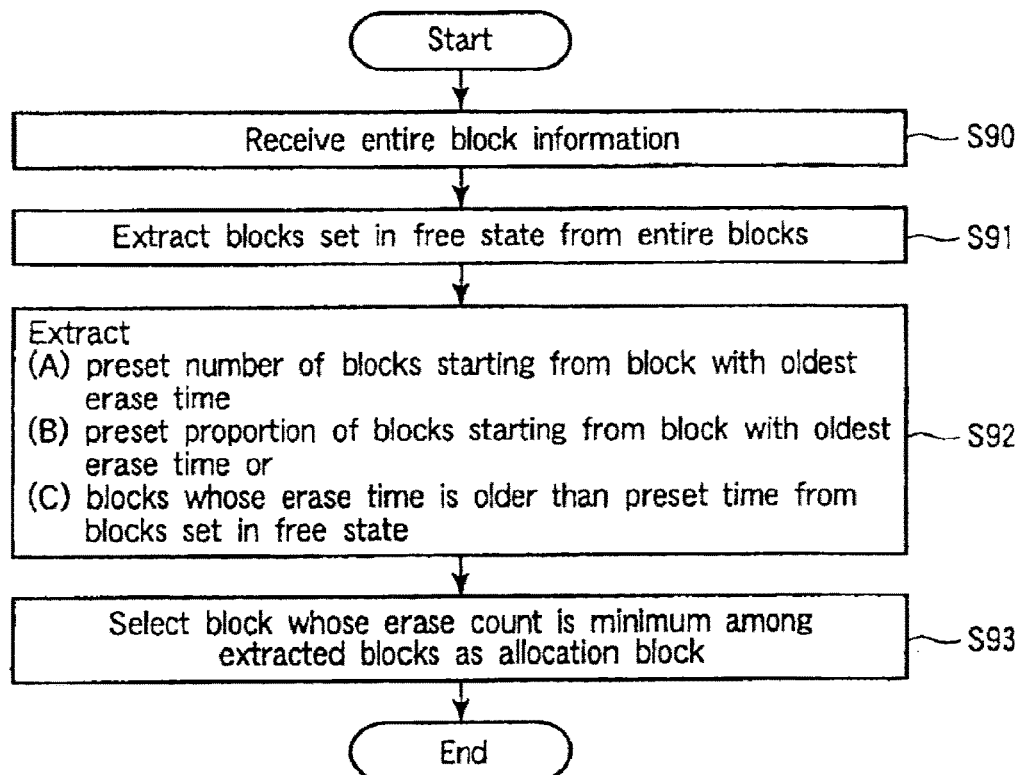 Start
Receive entire block information
S90
Extract blocks set in free state from entire blocks
S91
Extract
(A) preset number of blocks starting from block with oldest
erase time
(B) preset proportion of blocks starting from block with oldest
erase time or
(C) blocks whose erase time is older than preset time from
blocks set in free state
S92
Select block whose erase count is minimum among
extracted blocks as allocation block
S93
End